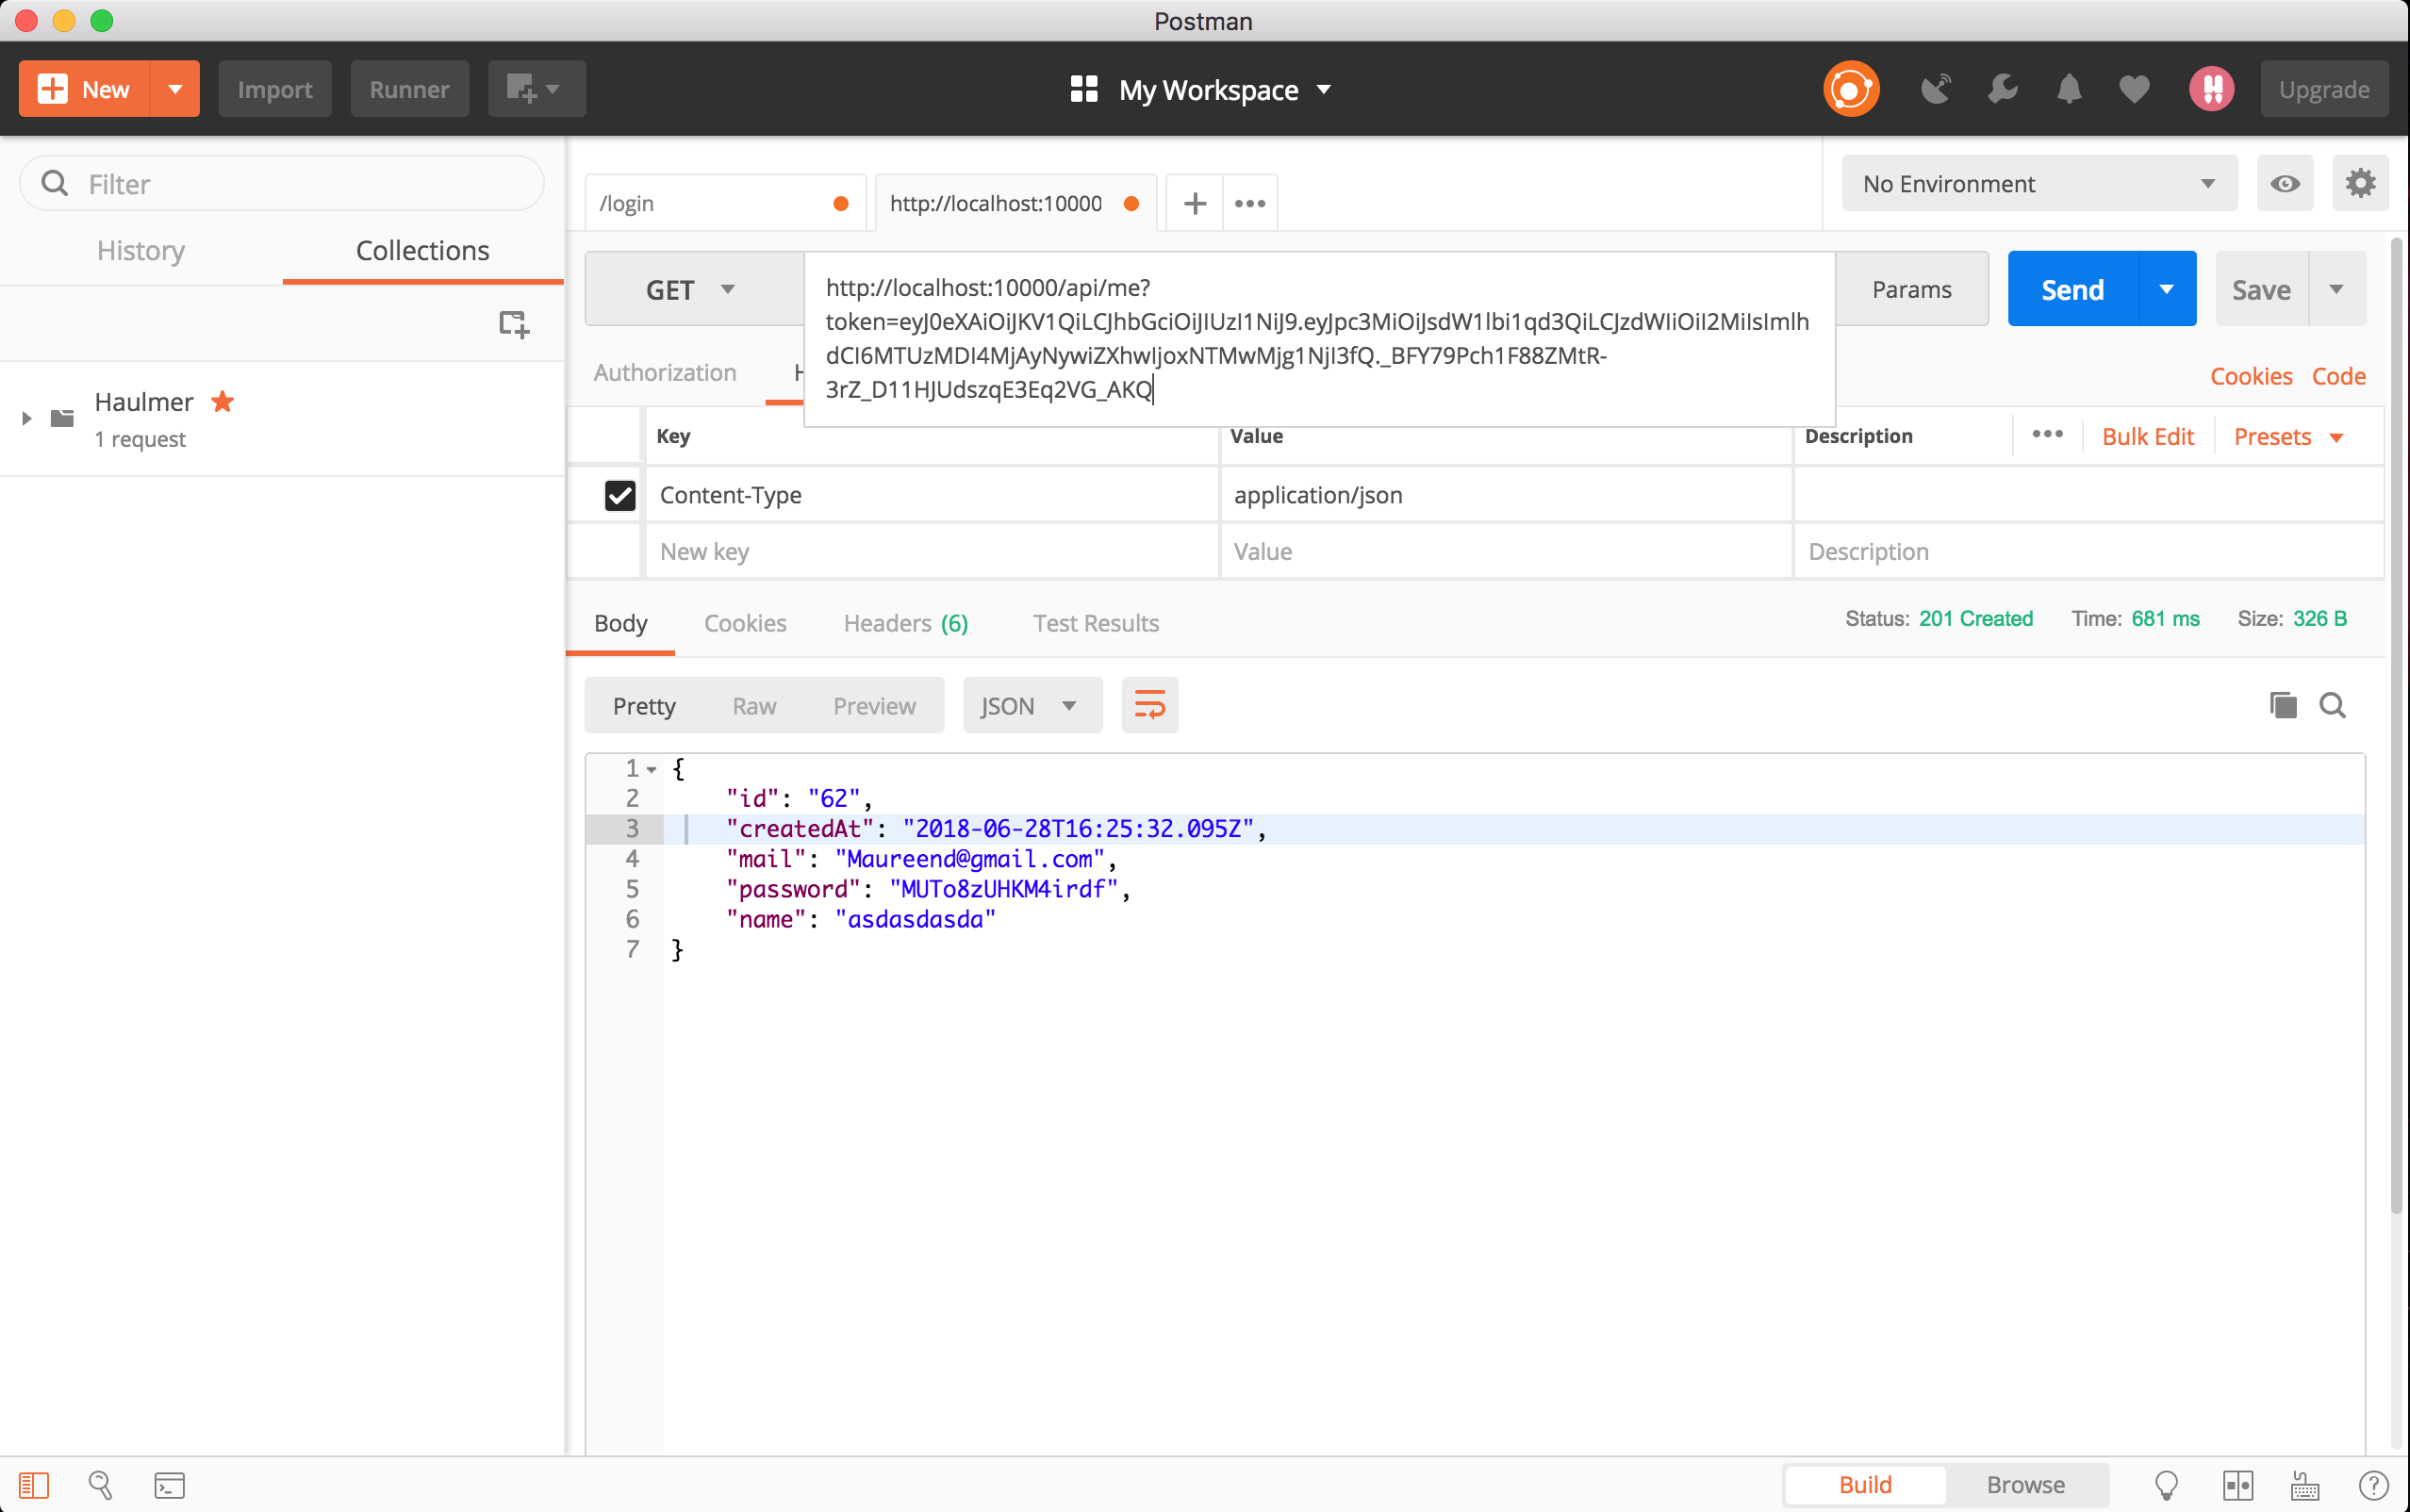 Postman
New
Import
Runner
My Workspace
Upgrade
Filter
/login
http://localhost:10000
No Environment
History
Collections
GET
http://localhost:10000/api/me?
token=eyJ0eXAiOiJKV1QiLCJhbGciOiJIUzI1NiJ9.eyJpc3MiOiJsdW1lbi1qd3QiLCJzdWIiOiI2MiIsImlh
dCI6MTUzMDI4MjAyNywiZXhwIjoxNTMwMjg1NjI3fQ._BFY79Pch1F88ZMtR-
3rZ_D11HJUdszqE3Eq2VG_AKQ
Params
Send
Save
Authorization
Cookies
Code
Haulmer
1 request
Key
Value
Description
Bulk Edit
Presets
Content-Type
application/json
New key
Value
Description
Body
Cookies
Headers (6)
Test Results
Status: 201 Created
Time: 681 ms
Size: 326 B
Pretty
Raw
Preview
JSON
1 {
2 "id": "62",
3 "createdAt": "2018-06-28T16:25:32.095Z",
4 "mail": "Maureend@gmail.com",
5 "password": "MUTo8zUHKM4irdf",
6 "name": "asdasdasda"
7 }
Build
Browse